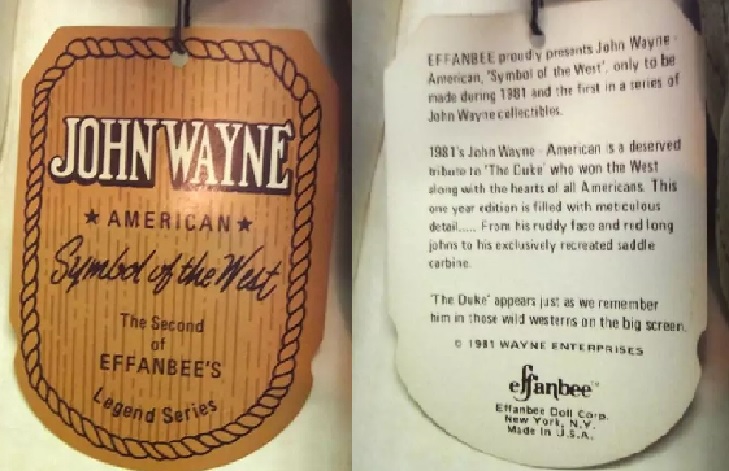 JOHN WAYNE
★ AMERICAN ★
Symbol of the West
The Second
of
EFFANBEE'S
Legend Series
EFFANBEE proudly presents John Wayne -
American, "Symbol of the West", only to be
made during 1981 and the first in a series of
John Wayne collectibles.
1981's John Wayne - American is a deserved
tribute to "The Duke" who won the West
along with the hearts of all Americans. This
one year edition is filled with meticulous
detail..... From his ruddy face and red long
johns to his exclusively recreated saddle
carbine.
"The Duke" appears just as we remember
him in those wild westerns on the big screen.
© 1981 WAYNE ENTERPRISES
effanbee™
Effanbee Doll Corp.
New York, N.Y.
Made in U.S.A.